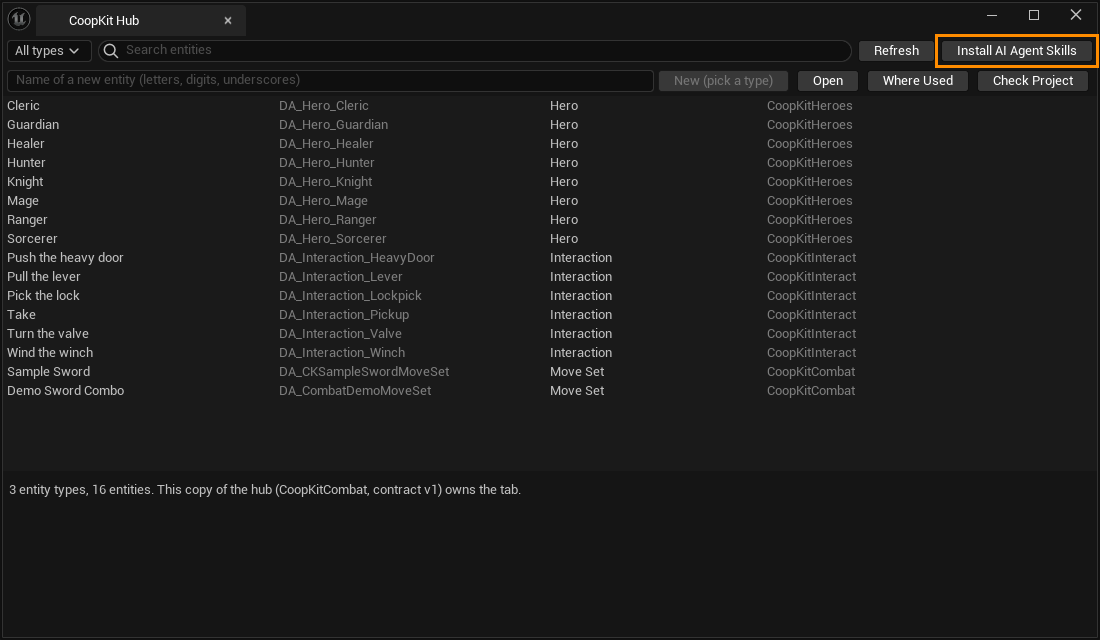 CoopKit Hub
All types
Search entities
Refresh
Install AI Agent Skills
Name of a new entity (letters, digits, underscores)
New (pick a type)
Open
Where Used
Check Project
Cleric DA_Hero_Cleric Hero CoopKitHeroes
Guardian DA_Hero_Guardian Hero CoopKitHeroes
Healer DA_Hero_Healer Hero CoopKitHeroes
Hunter DA_Hero_Hunter Hero CoopKitHeroes
Knight DA_Hero_Knight Hero CoopKitHeroes
Mage DA_Hero_Mage Hero CoopKitHeroes
Ranger DA_Hero_Ranger Hero CoopKitHeroes
Sorcerer DA_Hero_Sorcerer Hero CoopKitHeroes
Push the heavy door DA_Interaction_HeavyDoor Interaction CoopKitInteract
Pull the lever DA_Interaction_Lever Interaction CoopKitInteract
Pick the lock DA_Interaction_Lockpick Interaction CoopKitInteract
Take DA_Interaction_Pickup Interaction CoopKitInteract
Turn the valve DA_Interaction_Valve Interaction CoopKitInteract
Wind the winch DA_Interaction_Winch Interaction CoopKitInteract
Sample Sword DA_CKSampleSwordMoveSet Move Set CoopKitCombat
Demo Sword Combo DA_CombatDemoMoveSet Move Set CoopKitCombat
3 entity types, 16 entities. This copy of the hub (CoopKitCombat, contract v1) owns the tab.